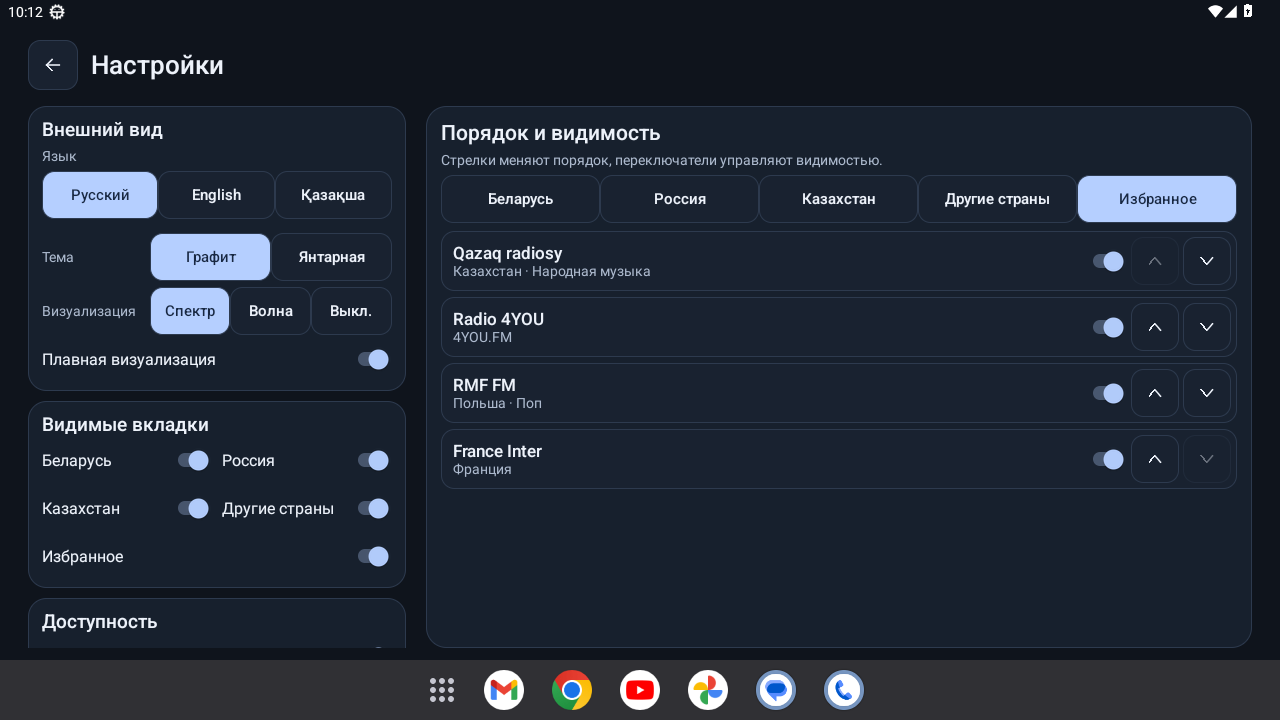 10:12
Настройки
Внешний вид
Язык
Русский English Қазақша
Тема Графит Янтарная
Визуализация Спектр Волна Выкл.
Плавная визуализация
Видимые вкладки
Беларусь Россия
Казахстан Другие страны
Избранное
Доступность
Порядок и видимость
Стрелки меняют порядок, переключатели управляют видимостью.
Беларусь Россия Казахстан Другие страны Избранное
Qazaq radiosy
Казахстан · Народная музыка
Radio 4YOU
4YOU.FM
RMF FM
Польша · Поп
France Inter
Франция